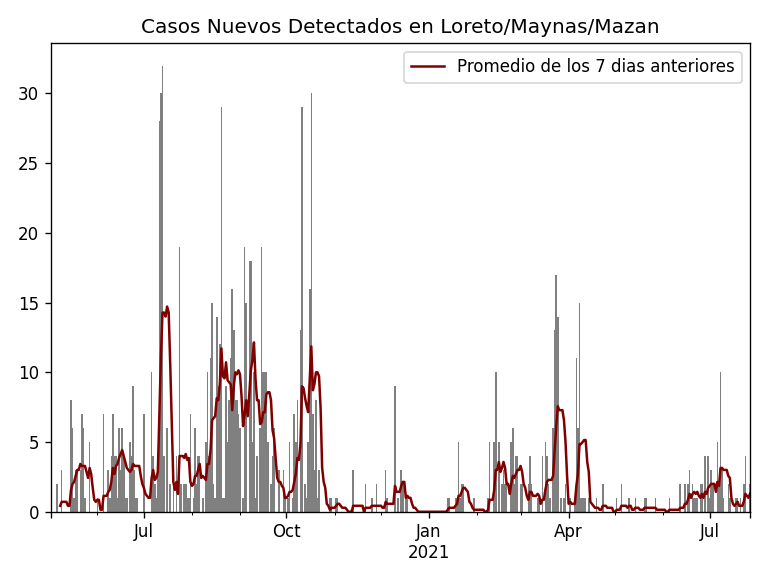 Casos Nuevos Detectados en Loreto/Maynas/Mazan
Promedio de los 7 dias anteriores
30
25
20
15
10
5
0
Jul
Oct
Jan
2021
Apr
Jul